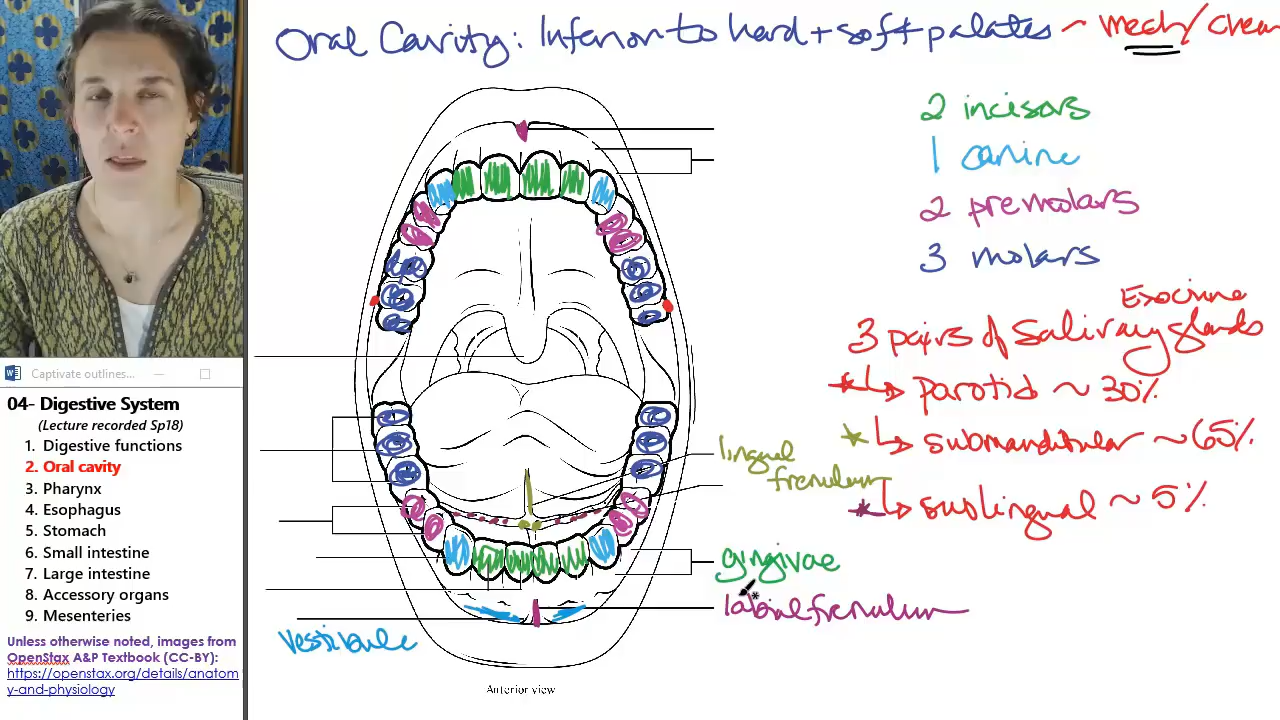 Oral Cavity: Inferior to hard + soft palates ~ mech/chem
2 incisors
1 canine
2 premolars
3 molars
Exocrine
3 pairs of salivary glands
↳ parotid ~ 30%
↳ submandibular ~ 65%
↳ sublingual ~ 5%
lingual
frenulum
gingivae
labial frenulum
Vestibule
Anterior view
Captivate outlines...
04- Digestive System
(Lecture recorded Sp18)
1. Digestive functions
2. Oral cavity
3. Pharynx
4. Esophagus
5. Stomach
6. Small intestine
7. Large intestine
8. Accessory organs
9. Mesenteries
Unless otherwise noted, images from
OpenStax A&P Textbook (CC-BY):
https://openstax.org/details/anatom
y-and-physiology